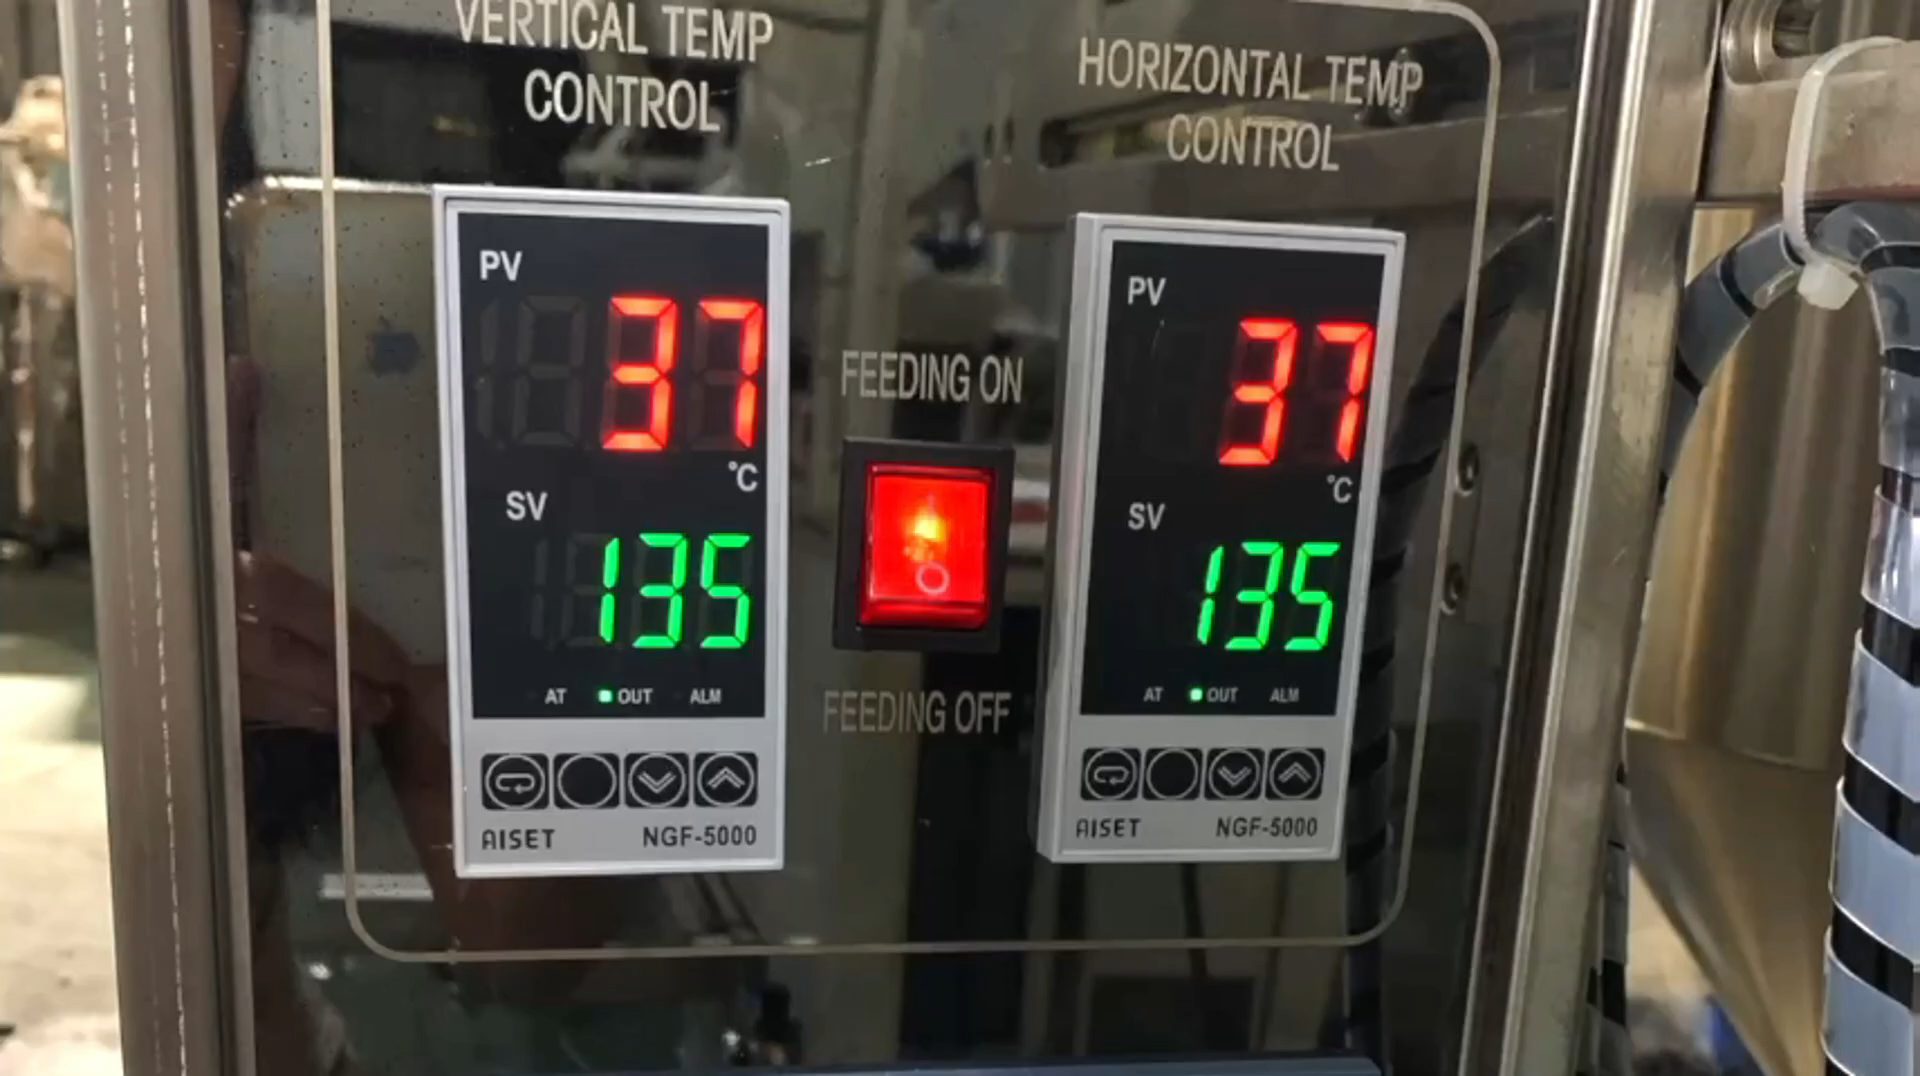 VERTICAL TEMP
CONTROL
PV
37
°C
SV
135
AT OUT ALM
AISET NGF-5000
FEEDING ON
FEEDING OFF
HORIZONTAL TEMP
CONTROL
PV
37
°C
SV
135
AT OUT ALM
AISET NGF-5000